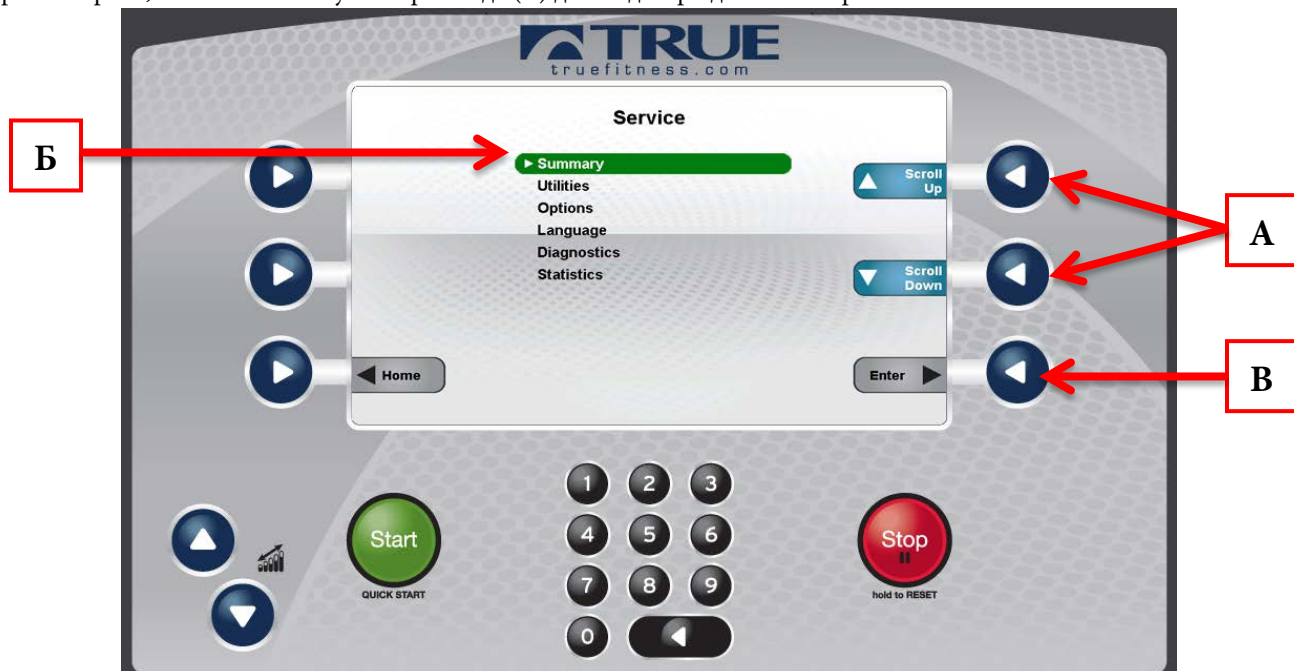 TRUE
truefitness.com
Service
Б
Summary
Utilities
Options
Language
Diagnostics
Statistics
Scroll
Up
А
Scroll
Down
Home
Enter
В
1 2 3
4 5 6
7 8 9
0
Start
QUICK START
Stop
hold to RESET